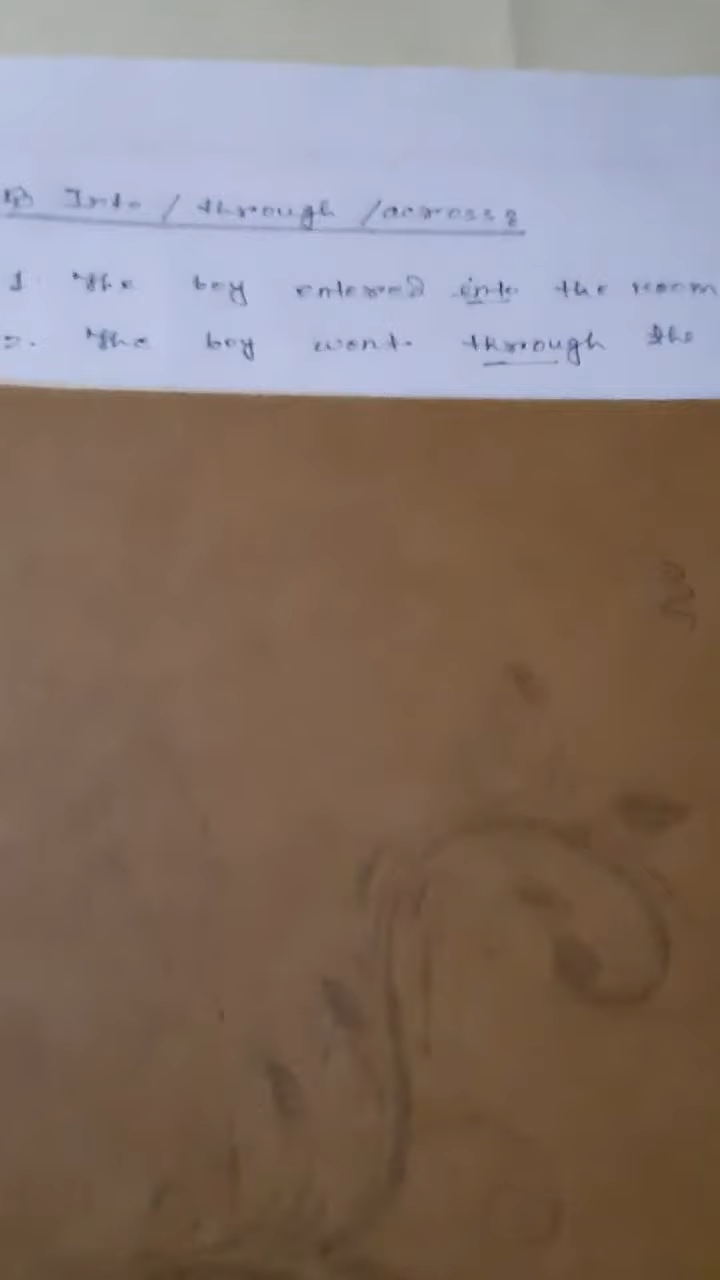 Into / through / across :
1. The boy entered into the room
2. The boy went through the